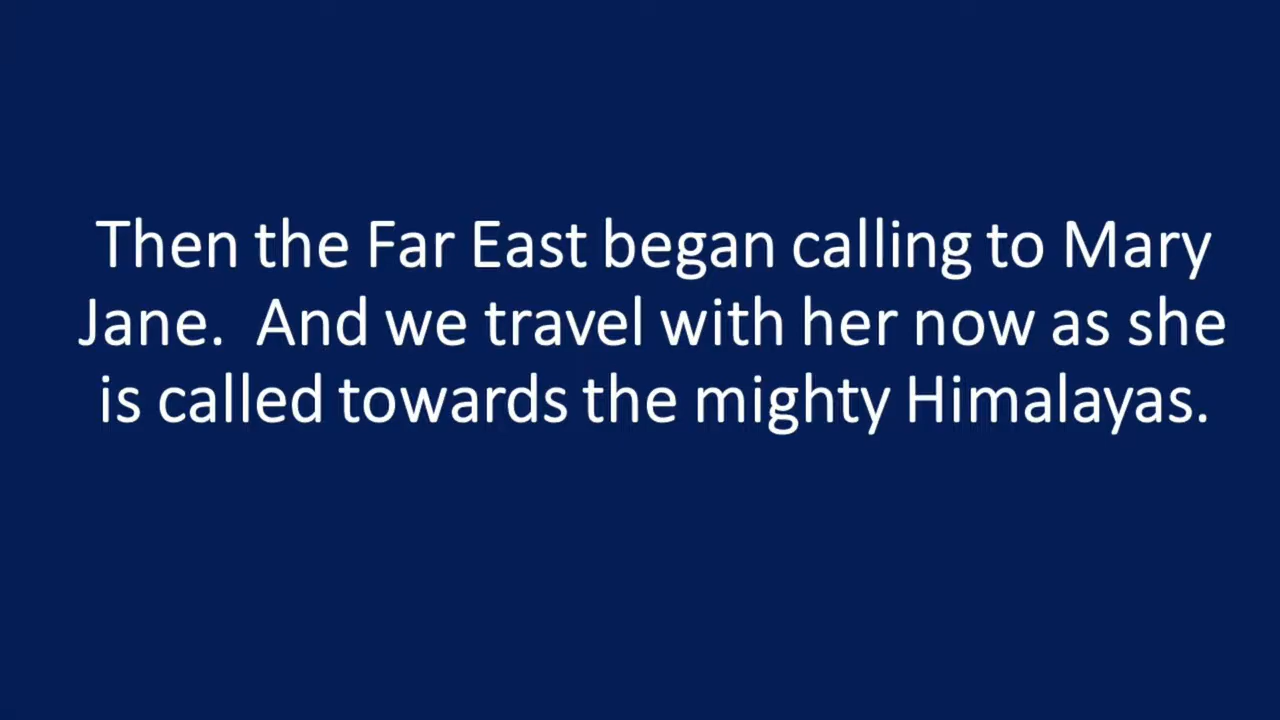 Then the Far East began calling to Mary
Jane.  And we travel with her now as she
is called towards the mighty Himalayas.